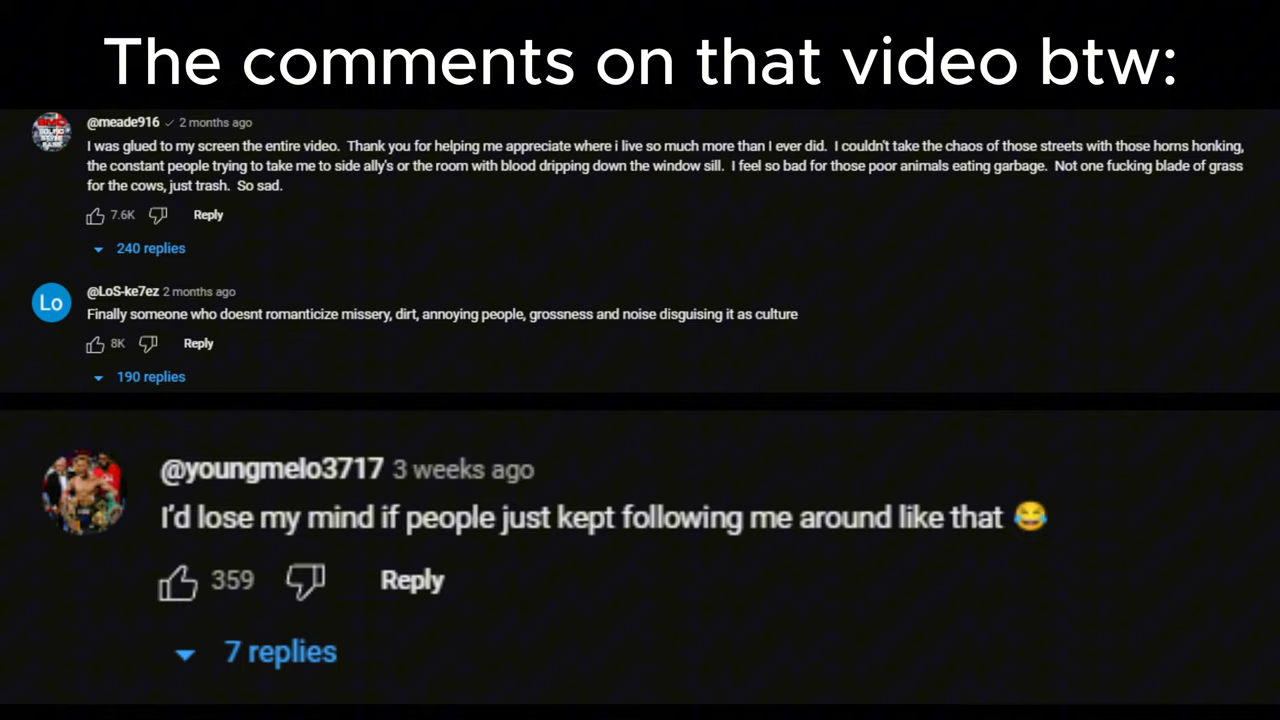 The comments on that video btw:
@meade916 2 months ago
I was glued to my screen the entire video. Thank you for helping me appreciate where i live so much more than I ever did. I couldn't take the chaos of those streets with those horns honking,
the constant people trying to take me to side ally's or the room with blood dripping down the window sill. I feel so bad for those poor animals eating garbage. Not one fucking blade of grass
for the cows, just trash. So sad.
7.6K Reply
240 replies
Lo
@LoS-ke7ez 2 months ago
Finally someone who doesnt romanticize missery, dirt, annoying people, grossness and noise disguising it as culture
8K Reply
190 replies
@youngmelo3717 3 weeks ago
I'd lose my mind if people just kept following me around like that 😂
359 Reply
7 replies